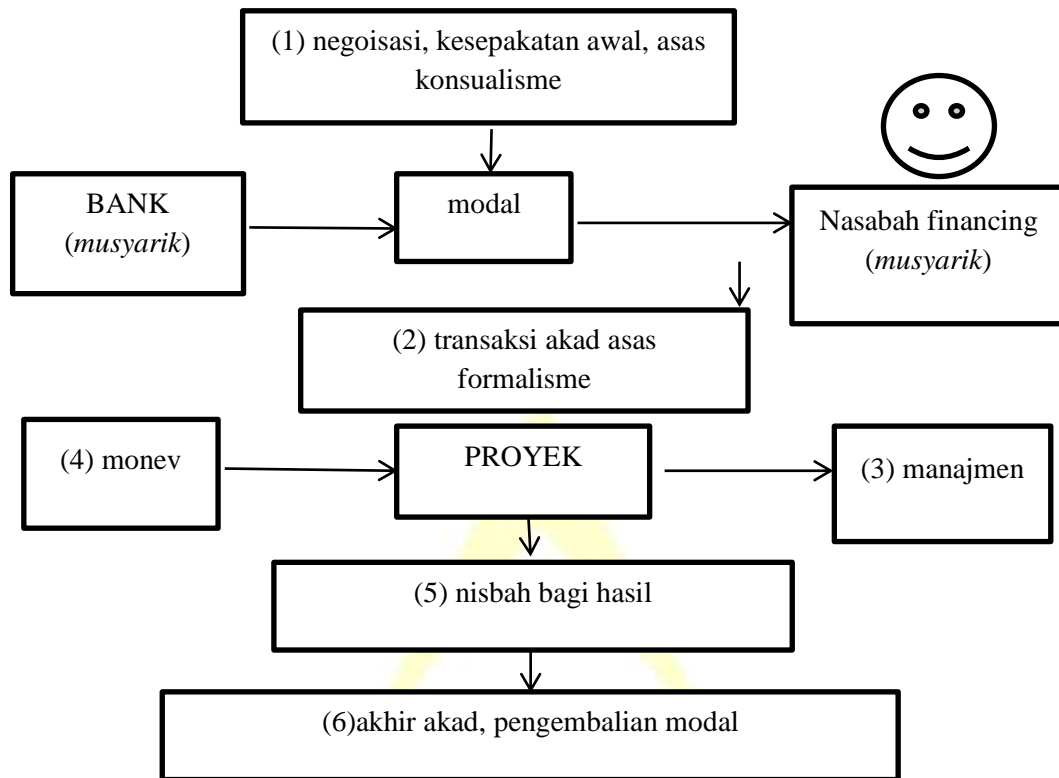 (1) negoisasi, kesepakatan awal, asas
konsualisme
BANK
(musyarik)
modal
Nasabah financing
(musyarik)
(2) transaksi akad asas
formalisme
(4) monev
PROYEK
(3) manajmen
(5) nisbah bagi hasil
(6)akhir akad, pengembalian modal